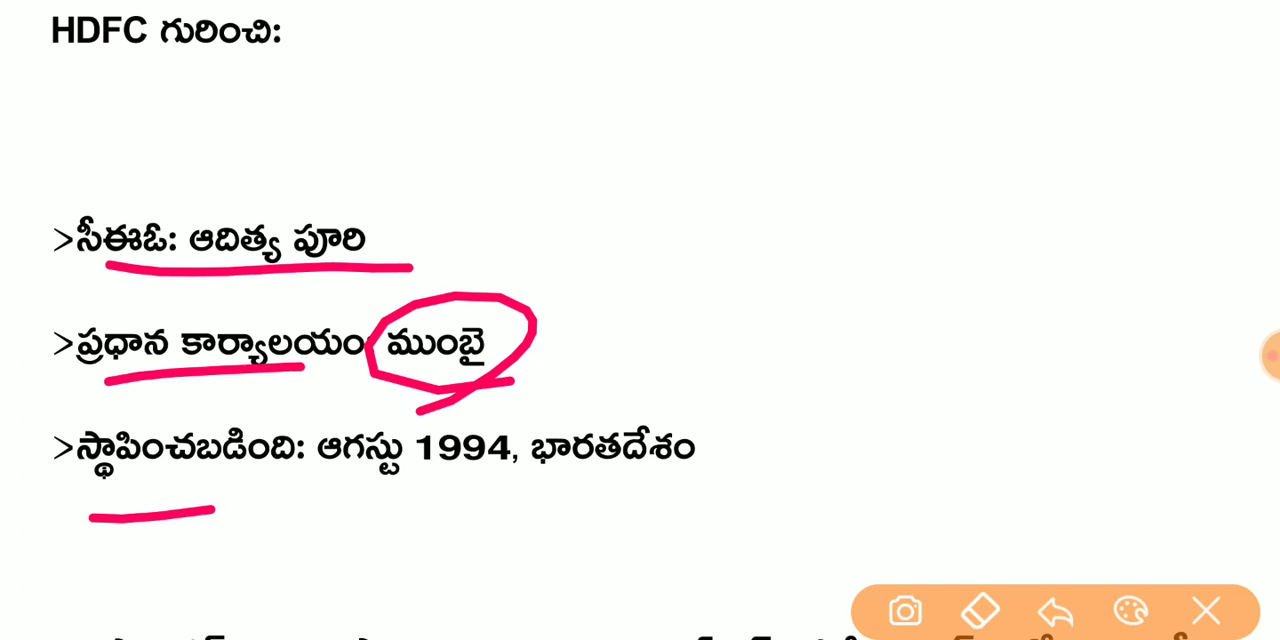 HDFC గురించి:
>సీఈఓ: ఆదిత్య పూరి
>ప్రధాన కార్యాలయం: ముంబై
>స్థాపించబడింది: ఆగస్టు 1994, భారతదేశం